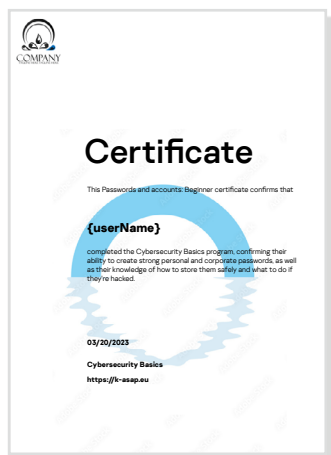 COMPANY
Certificate
This Passwords and accounts: Beginner certificate confirms that
{userName}
completed the Cybersecurity Basics program, confirming their
ability to create strong personal and corporate passwords, as well
as their knowledge of how to store them safely and what to do if
they're hacked.
03/20/2023
Cybersecurity Basics
https://k-asap.eu